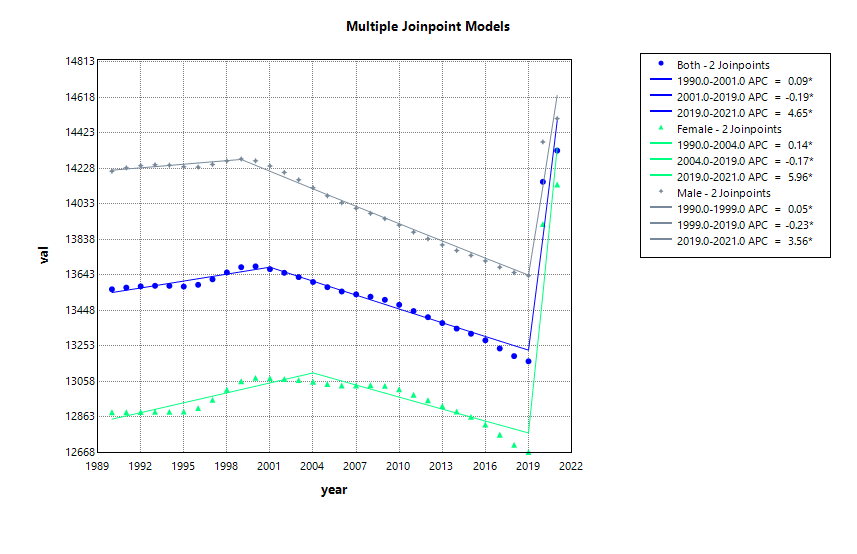 Multiple Joinpoint Models
14813
14618
14423
14228
14033
13838
13643
13448
13253
13058
12863
12668
val
1989 1992 1995 1998 2001 2004 2007 2010 2013 2016 2019 2022
year
Both - 2 Joinpoints
1990.0-2001.0 APC = 0.09*
2001.0-2019.0 APC = -0.19*
2019.0-2021.0 APC = 4.65*
Female - 2 Joinpoints
1990.0-2004.0 APC = 0.14*
2004.0-2019.0 APC = -0.17*
2019.0-2021.0 APC = 5.96*
Male - 2 Joinpoints
1990.0-1999.0 APC = 0.05*
1999.0-2019.0 APC = -0.23*
2019.0-2021.0 APC = 3.56*